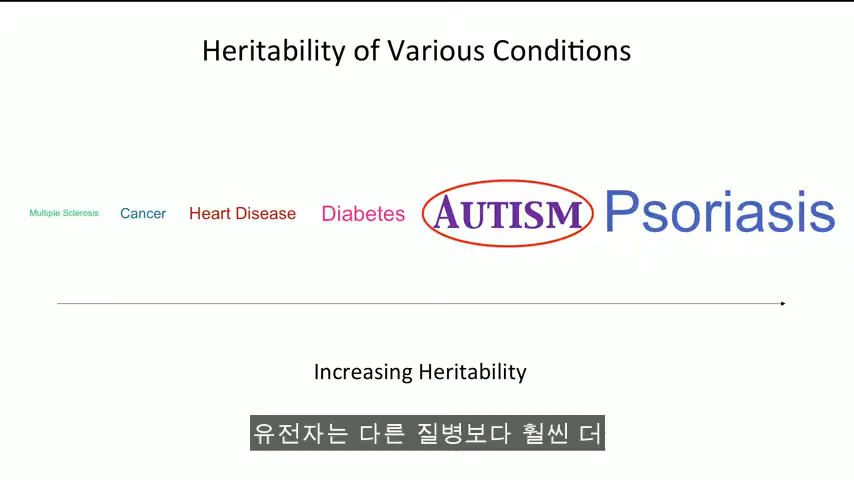 Heritability of Various Conditions
Multiple Sclerosis Cancer Heart Disease Diabetes AUTISM Psoriasis
Increasing Heritability
유전자는 다른 질병보다 훨씬 더